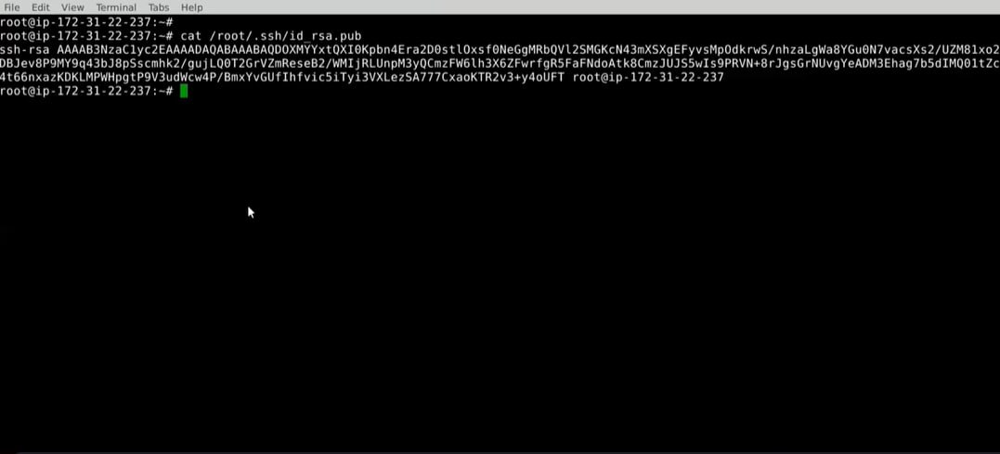 File Edit View Terminal Tabs Help
root@ip-172-31-22-237:~#
root@ip-172-31-22-237:~# cat /root/.ssh/id_rsa.pub
ssh-rsa AAAAB3NzaC1yc2EAAAADAQABAAABAQDOXMYYxtQXI0Kpbn4Era2D0stlOxsf0NeGgMRbQVl2SMGKcN43mXSXgEFyvsMpOdkrwS/nhzaLgWa8YGu0N7vacsXs2/UZM81xo2
DBJev8P9MY9q43bJ8pSscmhk2/gujLQ0T2GrVZmReseB2/WMIjRLUnpM3yQCmzFW6lh3X6ZFwrfgR5FaFNdoAtk8CmzJUJS5wIs9PRVN+8rJgsGrNUvgYeADM3Ehag7b5dIMQ01tZc
4t66nxazKDKLMPWHpgtP9V3udWcw4P/BmxYvGUfIhfvic5iTyi3VXLezSA777CxaoKTR2v3+y4oUFT root@ip-172-31-22-237
root@ip-172-31-22-237:~#